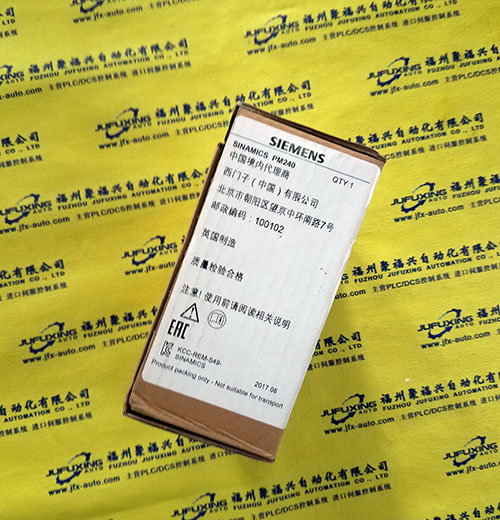 SIEMENS
SINAMICS PM240
QTY:1
中国境内代理商
西门子（中国）有限公司
北京市朝阳区望京中环南路7号
邮政编码：100102
英国制造
质量检验合格
注意！使用前请阅读相关说明
EAC
KCC-REM-S49-
SINAMICS
2017.08
Product packing only - Not suitable for transport
JUFUXING
福州聚福兴自动化有限公司
FUZHOU JUFUXING AUTOMATION CO., LTD
www.jfx-auto.com 主营PLC/DCS控制系统 进口伺服控制系统